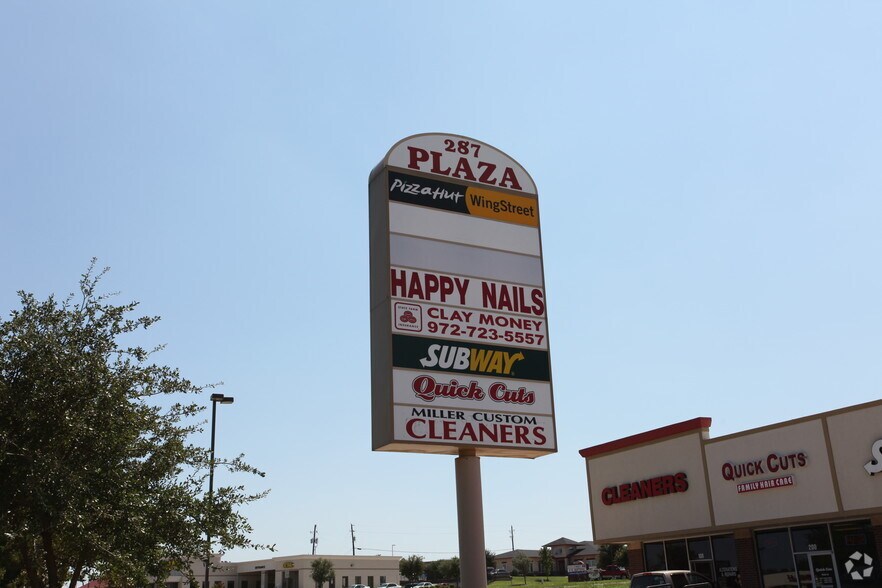 287
PLAZA
Pizza Hut WingStreet
HAPPY NAILS
CLAY MONEY
972-723-5557
SUBWAY
Quick Cuts
MILLER CUSTOM
CLEANERS
CLEANERS
QUICK CUTS
FAMILY HAIR CARE